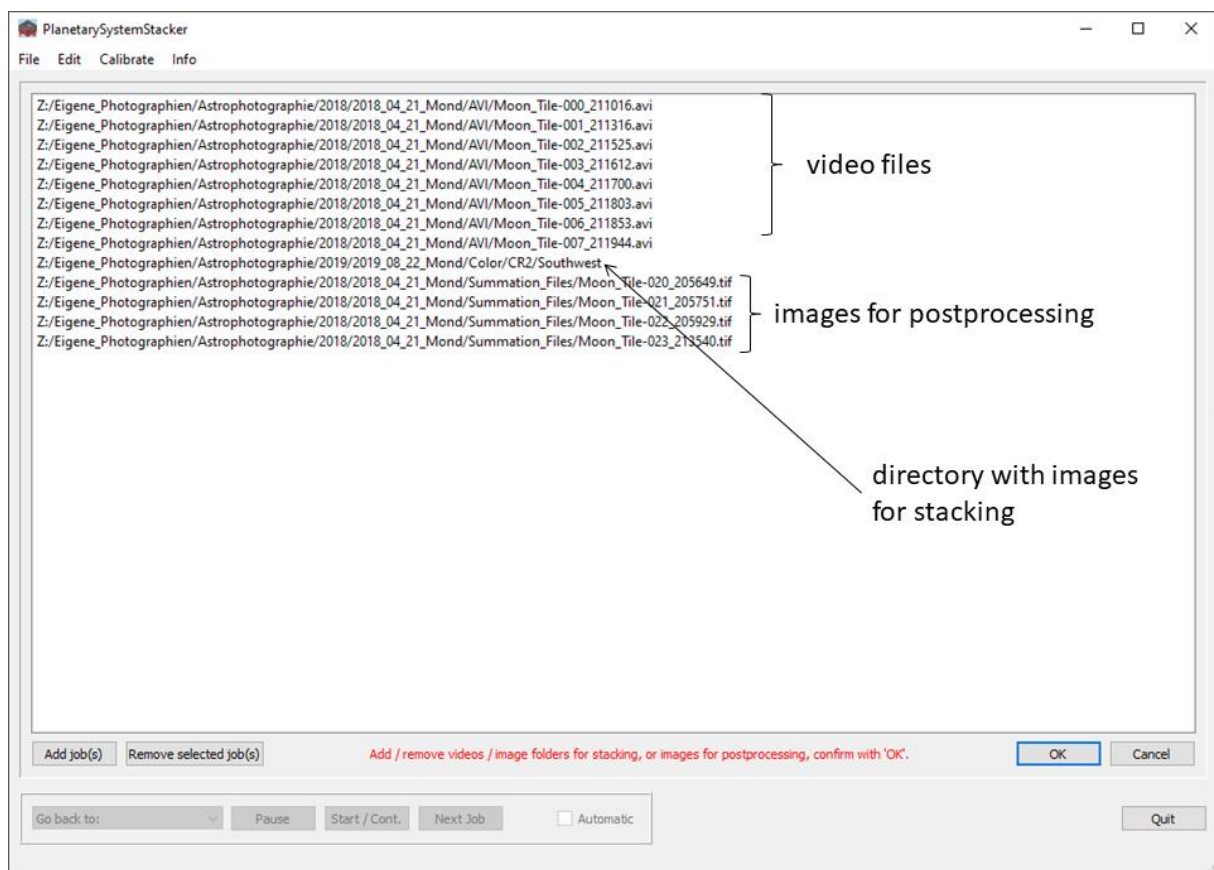 PlanetarySystemStacker
File Edit Calibrate Info
Z:/Eigene_Photographien/Astrophotographie/2018/2018_04_21_Mond/AVI/Moon_Tile-000_211016.avi
Z:/Eigene_Photographien/Astrophotographie/2018/2018_04_21_Mond/AVI/Moon_Tile-001_211316.avi
Z:/Eigene_Photographien/Astrophotographie/2018/2018_04_21_Mond/AVI/Moon_Tile-002_211525.avi
Z:/Eigene_Photographien/Astrophotographie/2018/2018_04_21_Mond/AVI/Moon_Tile-003_211612.avi
Z:/Eigene_Photographien/Astrophotographie/2018/2018_04_21_Mond/AVI/Moon_Tile-004_211700.avi
Z:/Eigene_Photographien/Astrophotographie/2018/2018_04_21_Mond/AVI/Moon_Tile-005_211803.avi
Z:/Eigene_Photographien/Astrophotographie/2018/2018_04_21_Mond/AVI/Moon_Tile-006_211853.avi
Z:/Eigene_Photographien/Astrophotographie/2018/2018_04_21_Mond/AVI/Moon_Tile-007_211944.avi
Z:/Eigene_Photographien/Astrophotographie/2019/2019_08_22_Mond/Color/CR2/Southwest
Z:/Eigene_Photographien/Astrophotographie/2018/2018_04_21_Mond/Summation_Files/Moon_Tile-020_205649.tif
Z:/Eigene_Photographien/Astrophotographie/2018/2018_04_21_Mond/Summation_Files/Moon_Tile-021_205751.tif
Z:/Eigene_Photographien/Astrophotographie/2018/2018_04_21_Mond/Summation_Files/Moon_Tile-022_205929.tif
Z:/Eigene_Photographien/Astrophotographie/2018/2018_04_21_Mond/Summation_Files/Moon_Tile-023_213540.tif
video files
images for postprocessing
directory with images
for stacking
Add job(s) Remove selected job(s) Add / remove videos / image folders for stacking, or images for postprocessing, confirm with 'OK'. OK Cancel
Go back to: Pause Start / Cont. Next Job Automatic Quit